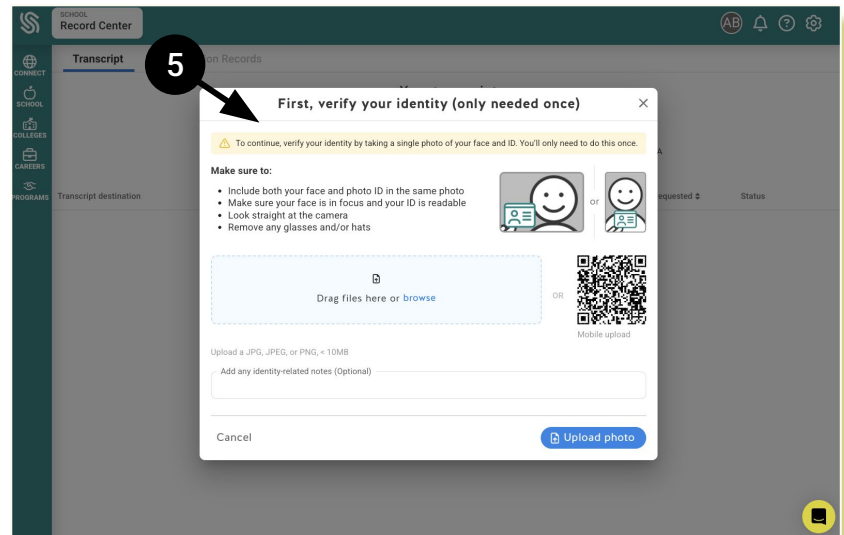 SCHOOL
Record Center
AB
Transcript
on Records
CONNECT
SCHOOL
COLLEGES
CAREERS
PROGRAMS
5
First, verify your identity (only needed once)
To continue, verify your identity by taking a single photo of your face and ID. You'll only need to do this once.
Make sure to:
Include both your face and photo ID in the same photo
Make sure your face is in focus and your ID is readable
Look straight at the camera
Remove any glasses and/or hats
or
Transcript destination
equested
Status
Drag files here or browse
OR
Mobile upload
Upload a JPG, JPEG, or PNG, < 10MB
Add any identity-related notes (Optional)
Cancel
Upload photo